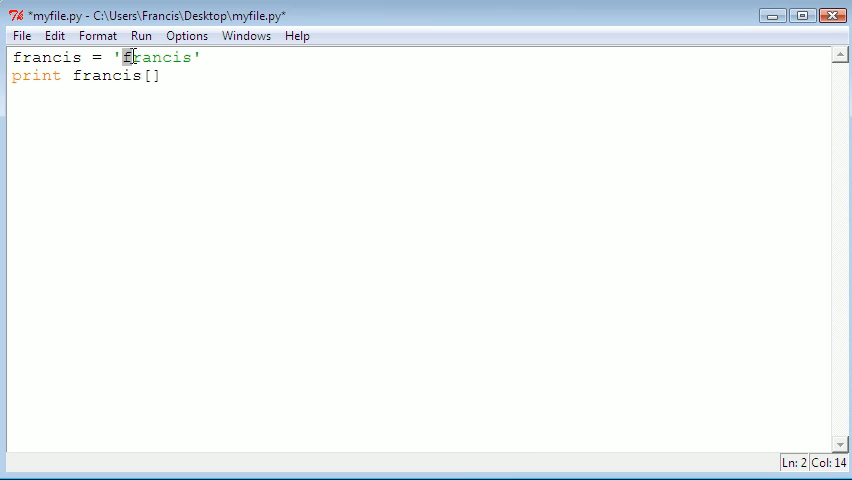 *myfile.py - C:\Users\Francis\Desktop\myfile.py*
File Edit Format Run Options Windows Help
francis = 'francis'
print francis[]
Ln: 2 Col: 14